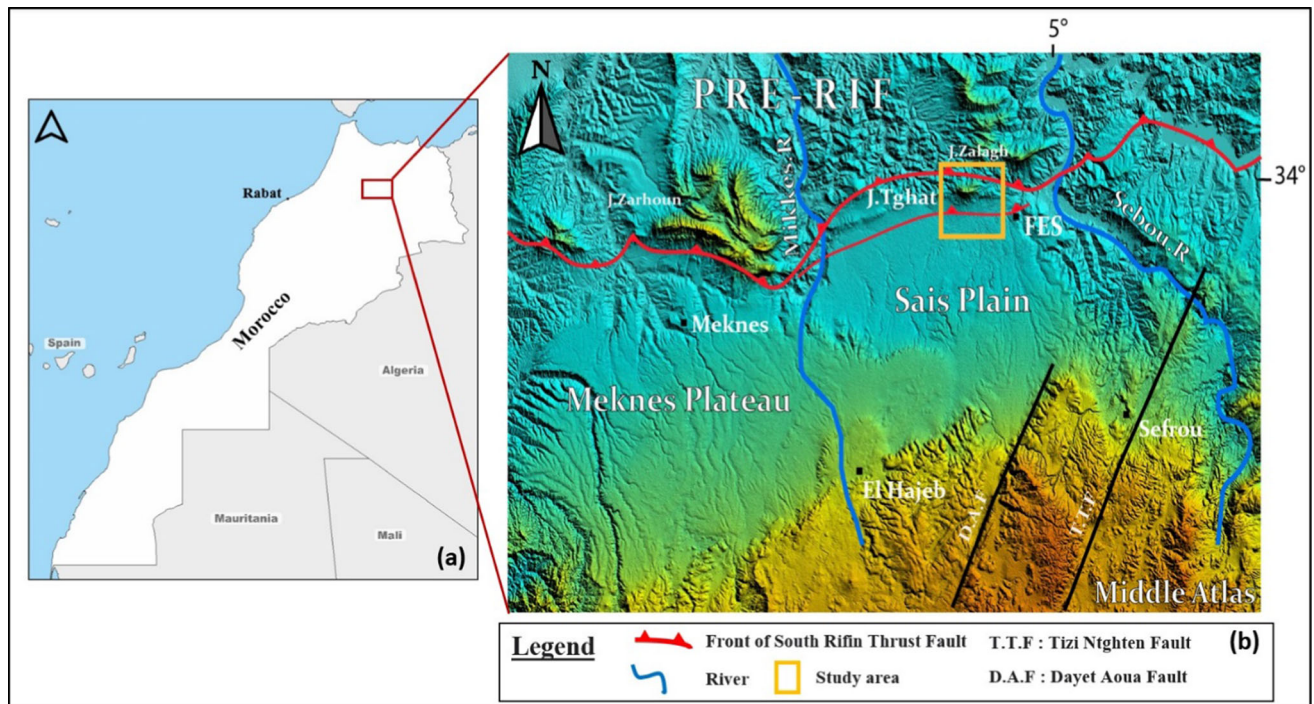 Rabat
Morocco
Spain
Algeria
Mauritania
Mali
(a)
5°
N
PRE-RIF
J.Zalagh
34°
J.Zarhoun
Mikkes.R
J.Tghat
FES
Sebou.R
Sais Plain
Meknes
Meknes Plateau
Sefrou
El Hajeb
D.A.F
T.T.F
Middle Atlas
Legend
Front of South Rifin Thrust Fault
T.T.F : Tizi Ntghten Fault
(b)
River
Study area
D.A.F : Dayet Aoua Fault